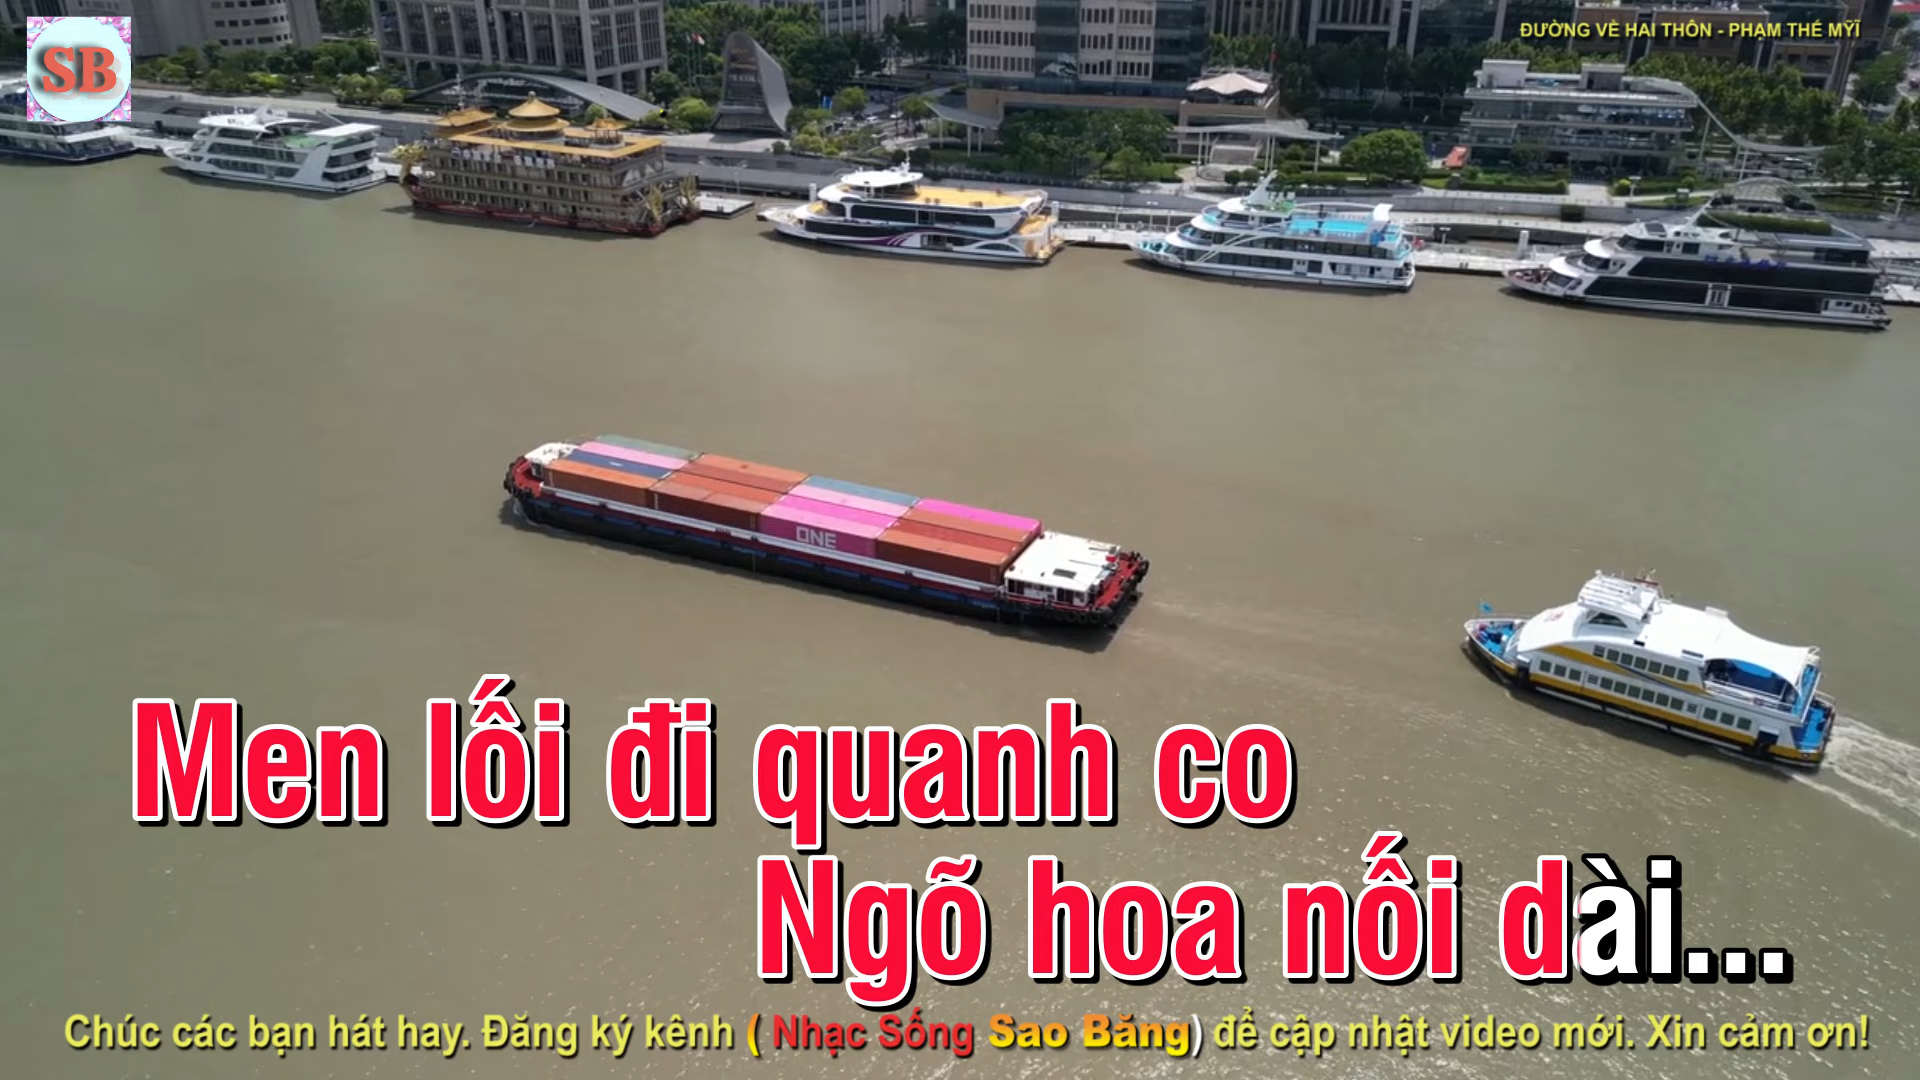 SB
ĐƯỜNG VỀ HAI THÔN - PHẠM THẾ MỸ
ONE
Men lối đi quanh co
Ngõ hoa nối dài...
Chúc các bạn hát hay. Đăng ký kênh ( Nhạc Sống Sao Băng) để cập nhật video mới. Xin cảm ơn!